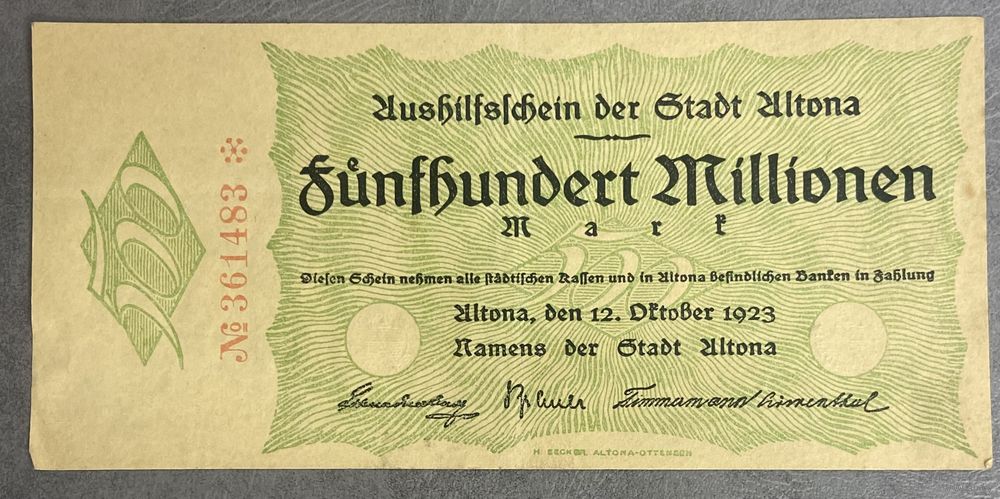 500
№ 361483 *
Aushilfsschein der Stadt Altona
Fünfhundert Millionen
Mark
Diesen Schein nehmen alle städtischen Kassen und in Altona befindlichen Banken in Zahlung
Altona, den 12. Oktober 1923
Namens der Stadt Altona
H. BECKER, ALTONA-OTTENSEN